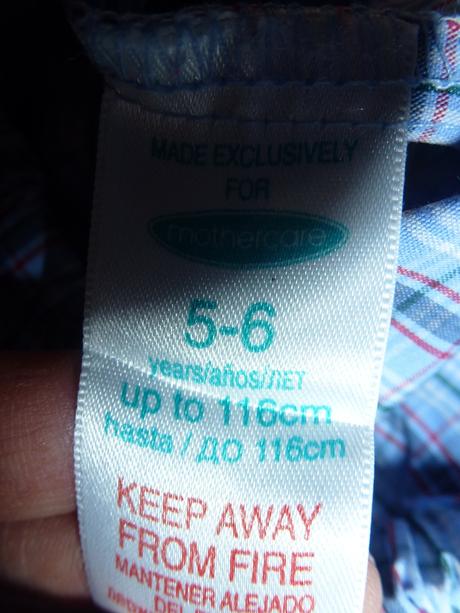 MADE EXCLUSIVELY
FOR
mothercare
5-6
years/años/ЛЕТ
up to 116cm
hasta / ДО 116cm
KEEP AWAY
FROM FIRE
MANTENER ALEJADO